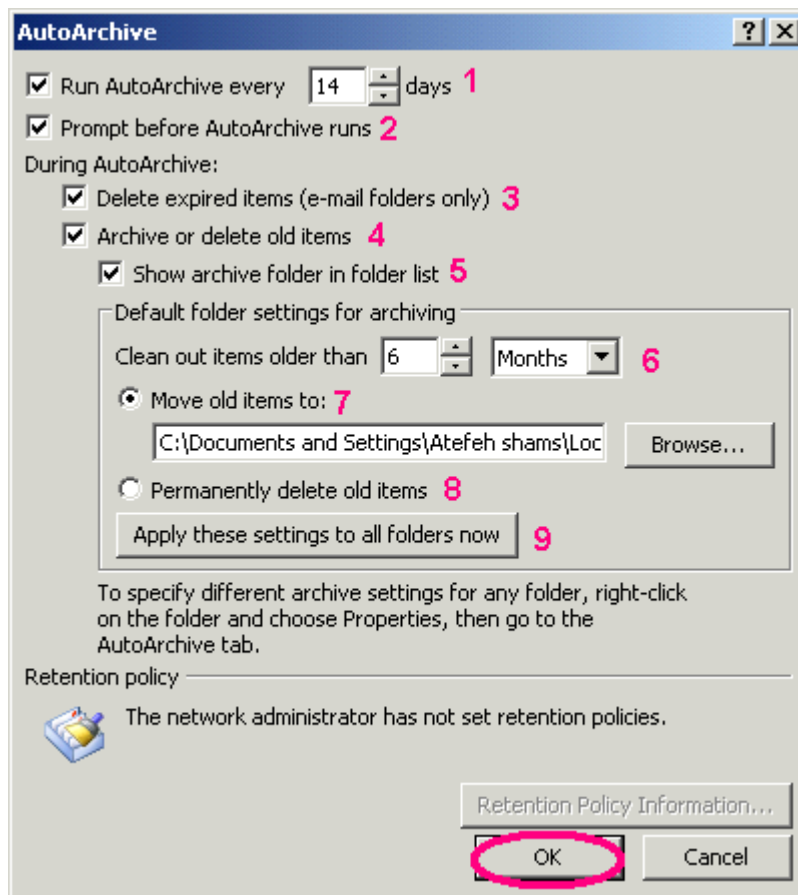 AutoArchive
Run AutoArchive every 14 days 1
Prompt before AutoArchive runs 2
During AutoArchive:
Delete expired items (e-mail folders only) 3
Archive or delete old items 4
Show archive folder in folder list 5
Default folder settings for archiving
Clean out items older than 6 Months 6
Move old items to: 7
C:\Documents and Settings\Atefeh shams\Loc Browse...
Permanently delete old items 8
Apply these settings to all folders now 9
To specify different archive settings for any folder, right-click
on the folder and choose Properties, then go to the
AutoArchive tab.
Retention policy
The network administrator has not set retention policies.
Retention Policy Information...
OK Cancel